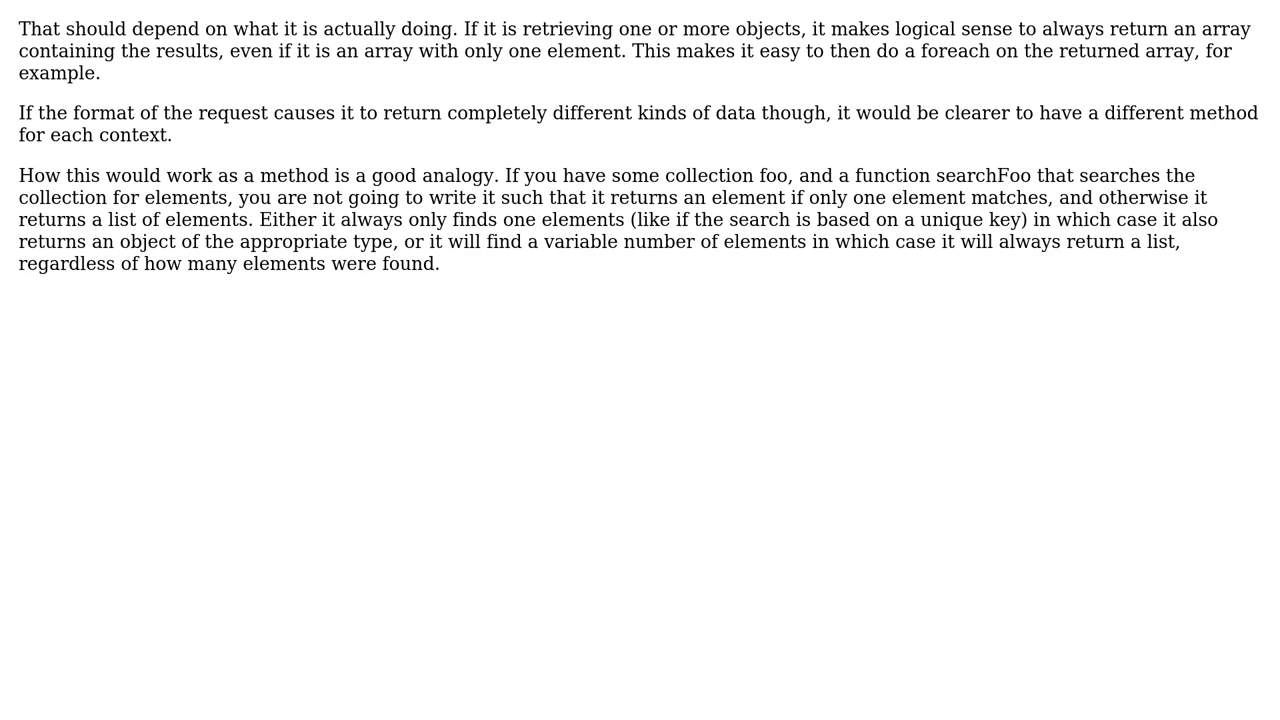 That should depend on what it is actually doing. If it is retrieving one or more objects, it makes logical sense to always return an array
containing the results, even if it is an array with only one element. This makes it easy to then do a foreach on the returned array, for
example.
If the format of the request causes it to return completely different kinds of data though, it would be clearer to have a different method
for each context.
How this would work as a method is a good analogy. If you have some collection foo, and a function searchFoo that searches the
collection for elements, you are not going to write it such that it returns an element if only one element matches, and otherwise it
returns a list of elements. Either it always only finds one elements (like if the search is based on a unique key) in which case it also
returns an object of the appropriate type, or it will find a variable number of elements in which case it will always return a list,
regardless of how many elements were found.